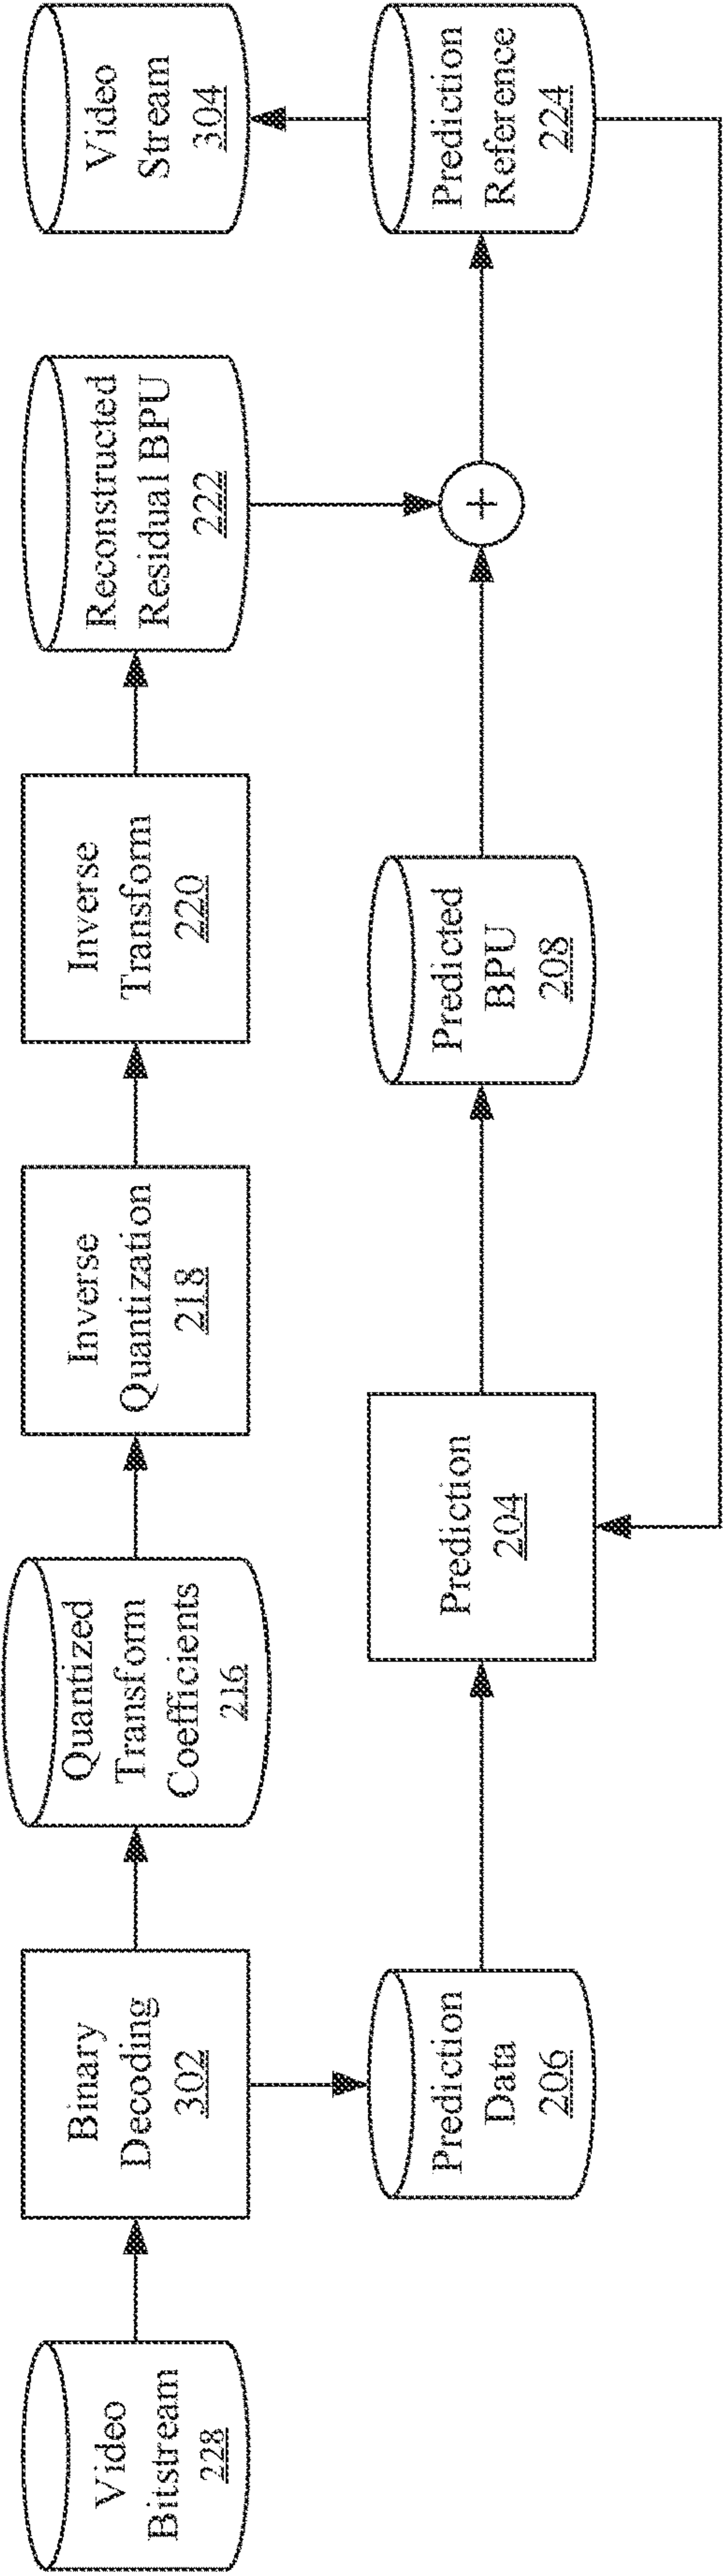 Video
Bitstream
228
Binary
Decoding
302
Quantized
Transform
Coefficients
216
Inverse
Quantization
218
Inverse
Transform
220
Reconstructed
Residual BPU
222
Video
Stream
304
Prediction
Data
206
Prediction
204
Predicted
BPU
208
+
Prediction
Reference
224